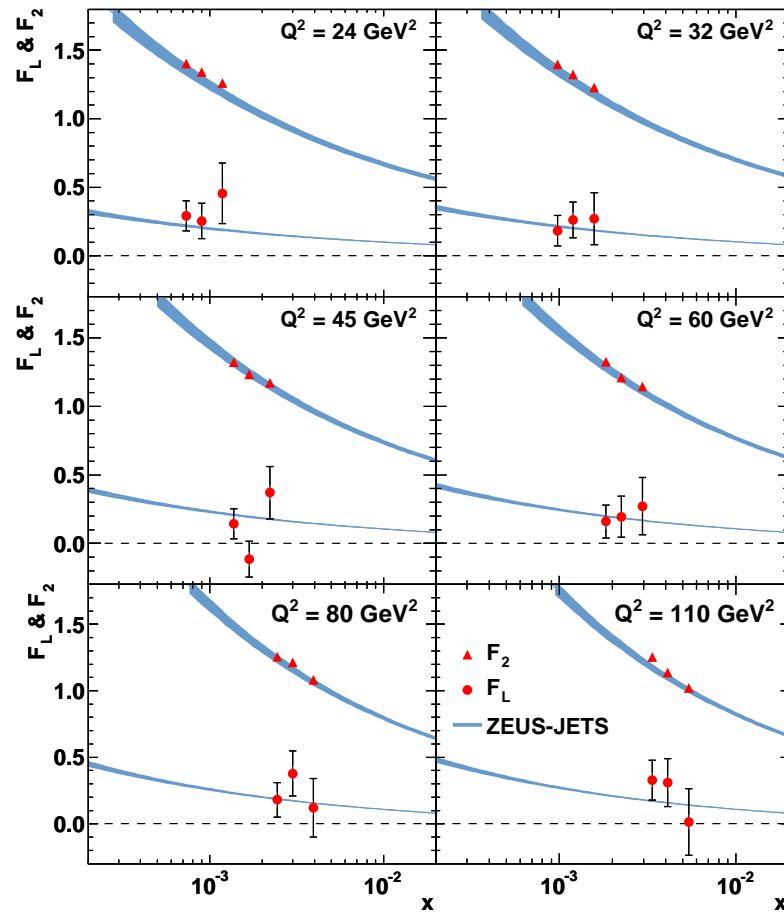 F_L & F_2
Q² = 24 GeV²
Q² = 32 GeV²
1.5
1.0
0.5
0.0
F_L & F_2
Q² = 45 GeV²
Q² = 60 GeV²
1.5
1.0
0.5
0.0
F_L & F_2
Q² = 80 GeV²
Q² = 110 GeV²
1.5
1.0
0.5
0.0
F_2
F_L
ZEUS-JETS
10⁻³ 10⁻² x
10⁻³ 10⁻² x